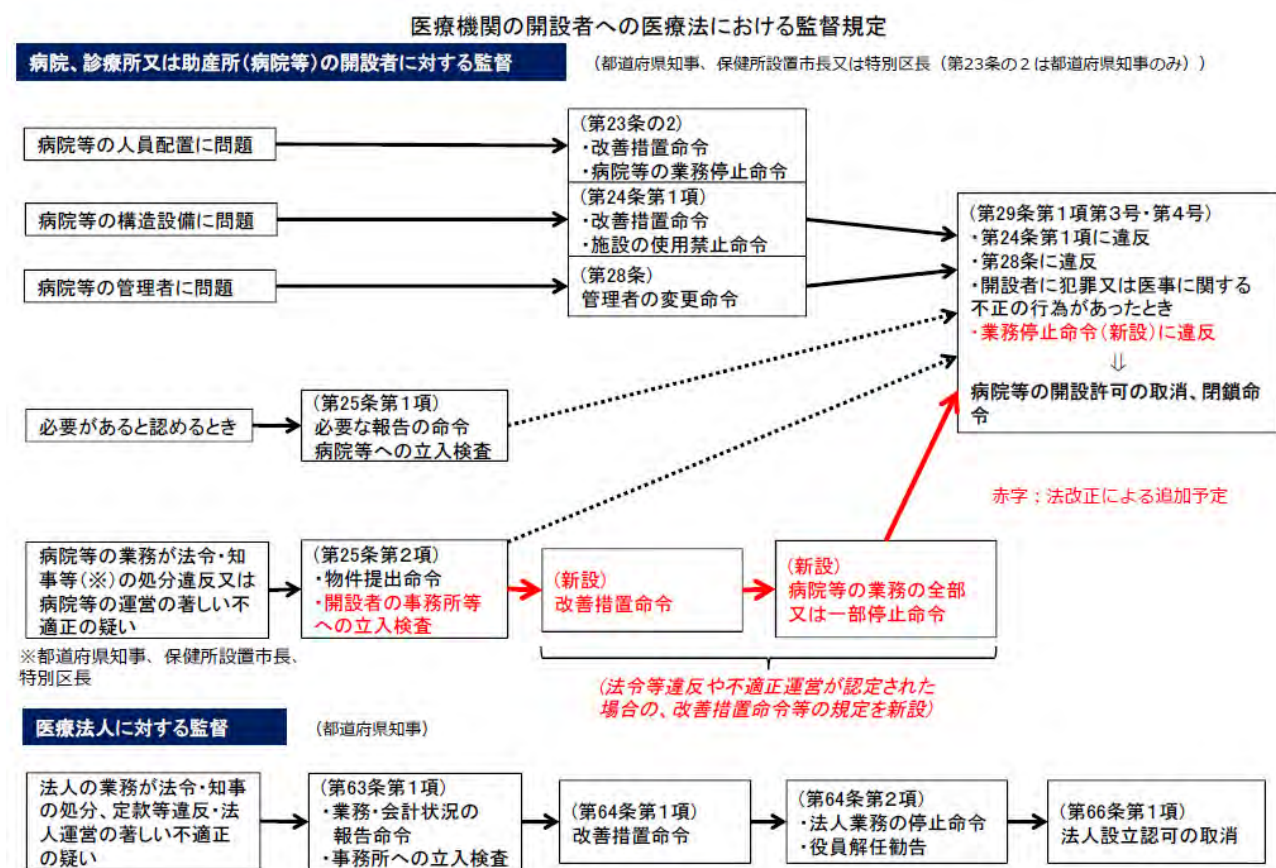 医療機関の開設者への医療法における監督規定
病院、診療所又は助産所(病院等)の開設者に対する監督
(都道府県知事、保健所設置市長又は特別区長(第23条の2は都道府県知事のみ))
病院等の人員配置に問題
(第23条の2)
・改善措置命令
・病院等の業務停止命令
病院等の構造設備に問題
(第24条第1項)
・改善措置命令
・施設の使用禁止命令
病院等の管理者に問題
(第28条)
管理者の変更命令
(第29条第1項第3号・第4号)
・第24条第1項に違反
・第28条に違反
・開設者に犯罪又は医事に関する
不正の行為があったとき
・業務停止命令(新設)に違反
⇓
病院等の開設許可の取消、閉鎖命
令
必要があると認めるとき
(第25条第1項)
必要な報告の命令
病院等への立入検査
赤字;法改正による追加予定
病院等の業務が法令・知
事等(※)の処分違反又は
病院等の運営の著しい不
適正の疑い
(第25条第2項)
・物件提出命令
・開設者の事務所等
への立入検査
(新設)
改善措置命令
(新設)
病院等の業務の全部
又は一部停止命令
※都道府県知事、保健所設置市長、
特別区長
(法令等違反や不適正運営が認定された
場合の、改善措置命令等の規定を新設)
医療法人に対する監督
(都道府県知事)
法人の業務が法令・知事
の処分、定款等違反・法
人運営の著しい不適正
の疑い
(第63条第1項)
・業務・会計状況の
報告命令
・事務所への立入検査
(第64条第1項)
改善措置命令
(第64条第2項)
・法人業務の停止命令
・役員解任勧告
(第66条第1項)
法人設立認可の取消